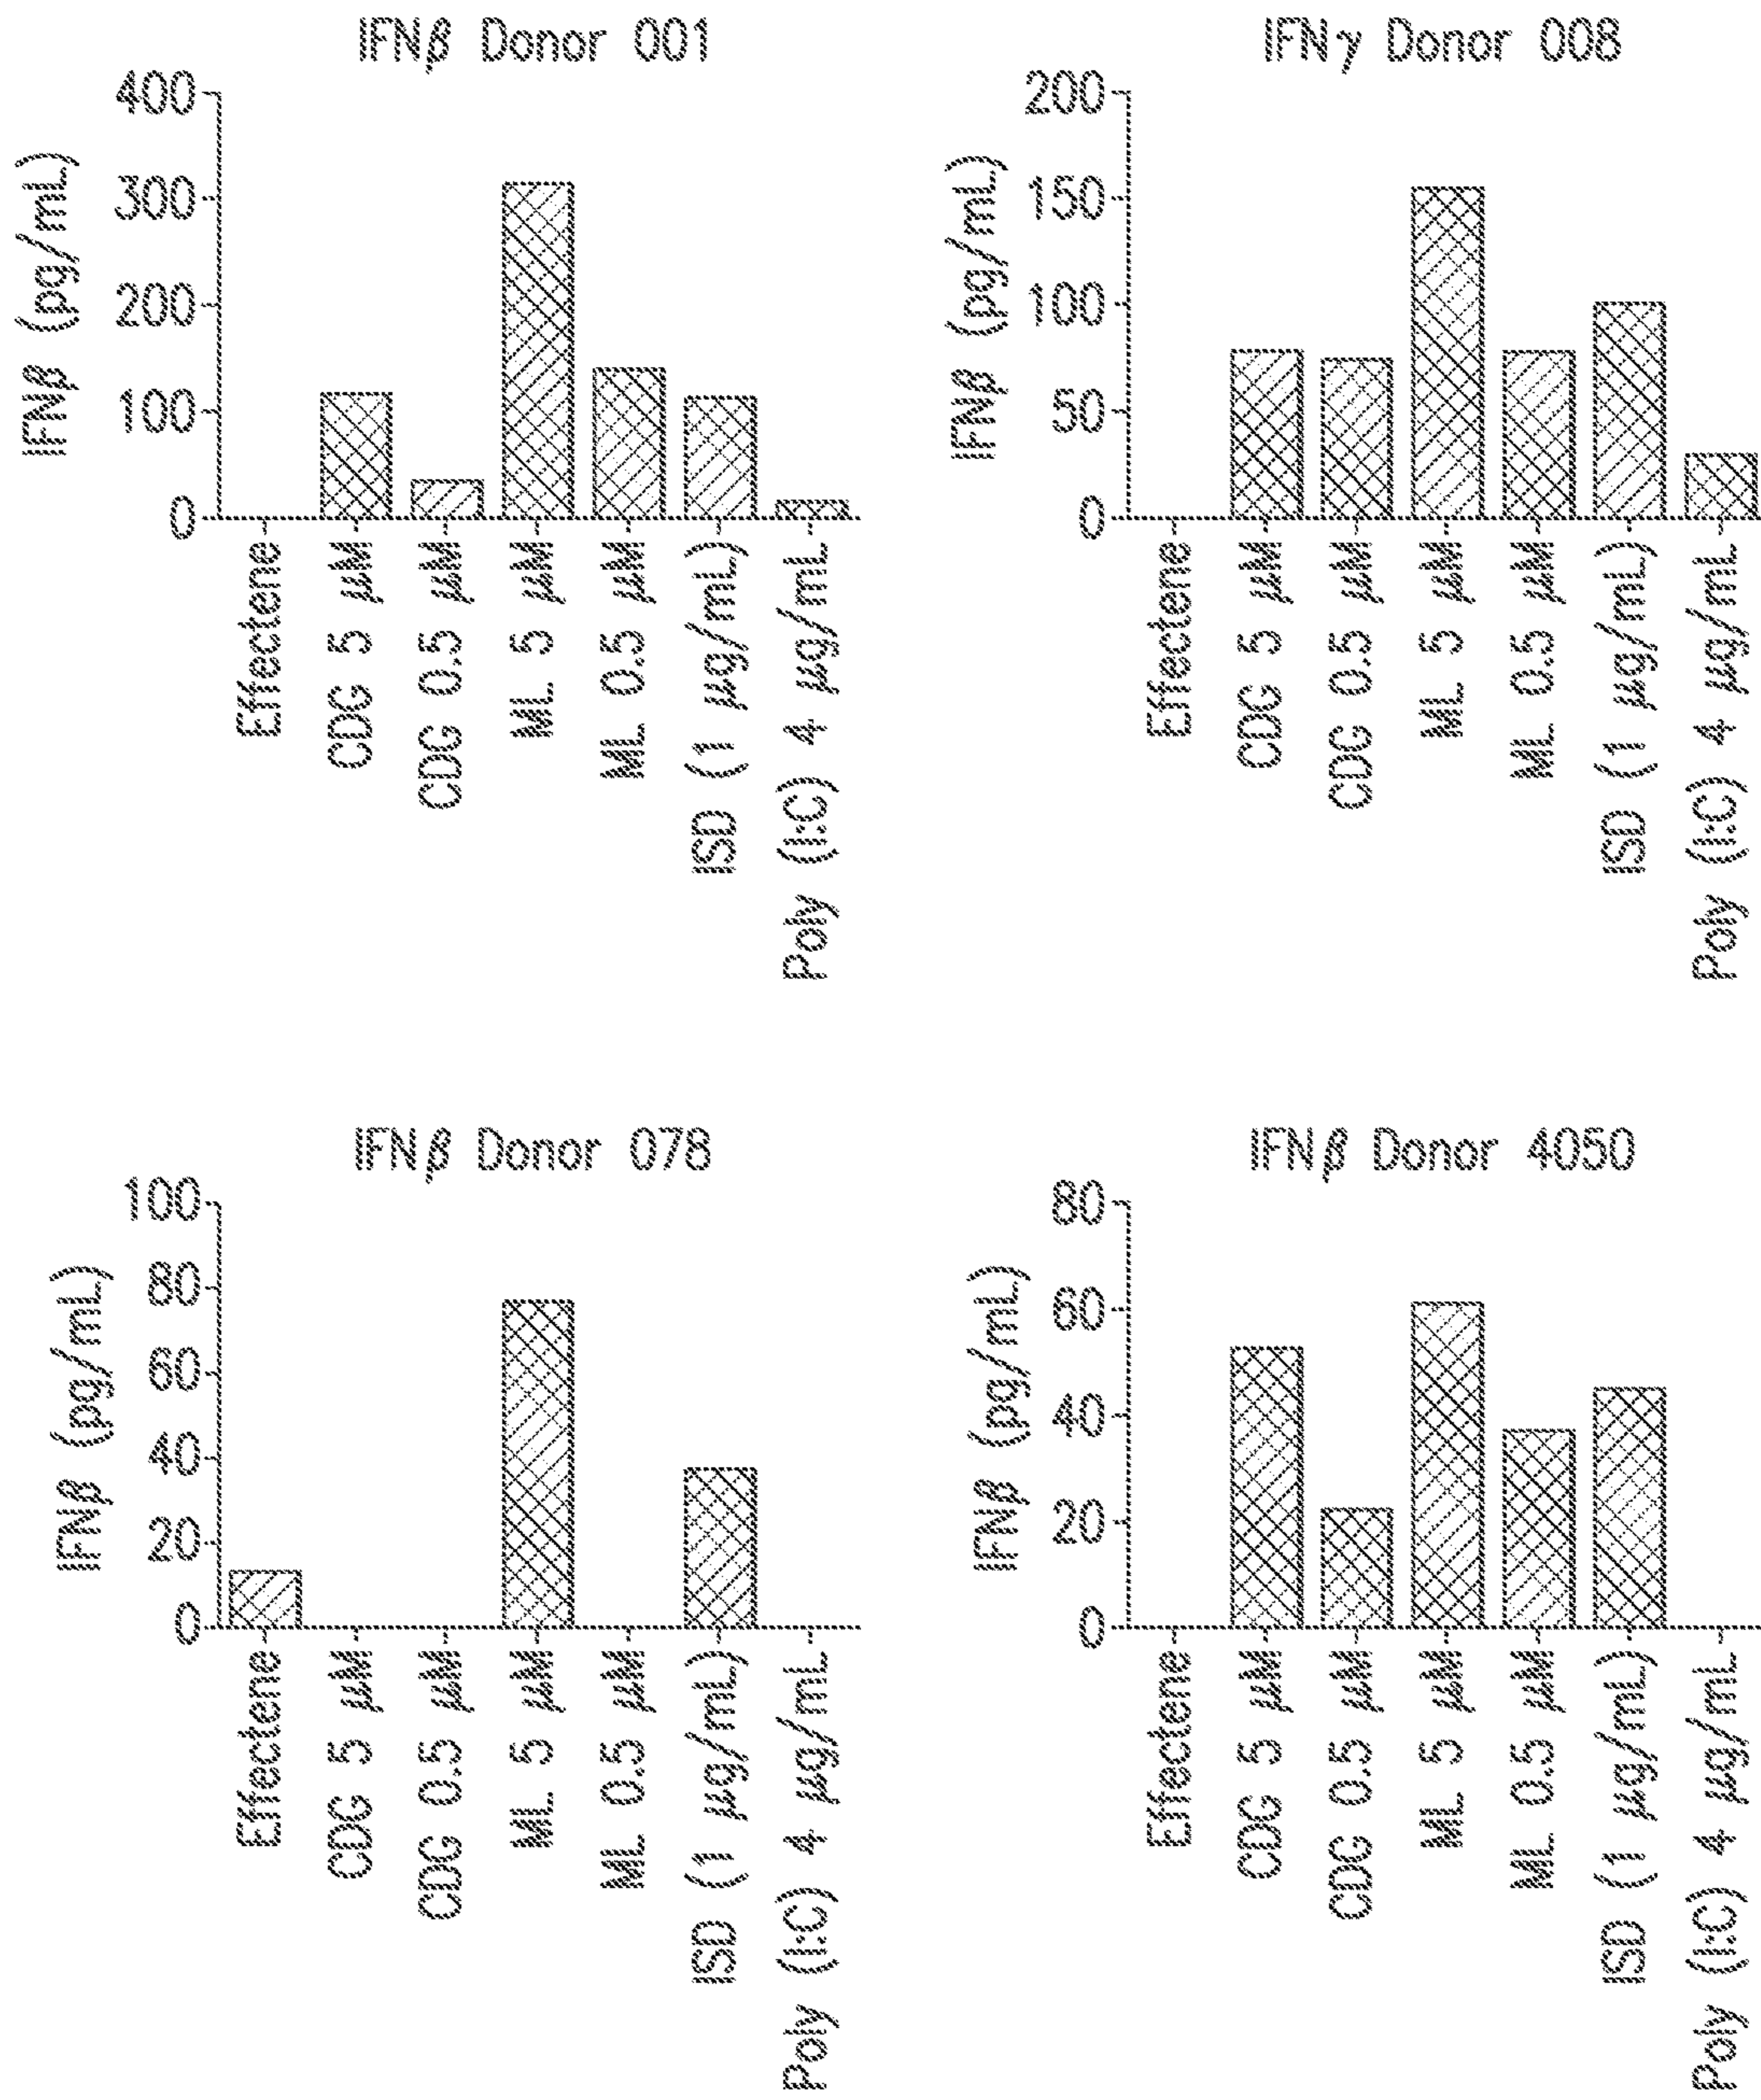 IFNβ Donor 001
IFNβ (pg/mL)
400
300
200
100
0
Effectene
CDG 5 μM
CDG 0.5 μM
ML 5 μM
ML 0.5 μM
ISD (1 μg/mL)
Poly (I:C) 4 μg/mL
IFNγ Donor 008
IFNβ (pg/mL)
200
150
100
50
0
Effectene
CDG 5 μM
CDG 0.5 μM
ML 5 μM
ML 0.5 μM
ISD (1 μg/mL)
Poly (I:C) 4 μg/mL
IFNβ Donor 078
IFNβ (pg/mL)
100
80
60
40
20
0
Effectene
CDG 5 μM
CDG 0.5 μM
ML 5 μM
ML 0.5 μM
ISD (1 μg/mL)
Poly (I:C) 4 μg/mL
IFNβ Donor 4050
IFNβ (pg/mL)
80
60
40
20
0
Effectene
CDG 5 μM
CDG 0.5 μM
ML 5 μM
ML 0.5 μM
ISD (1 μg/mL)
Poly (I:C) 4 μg/mL